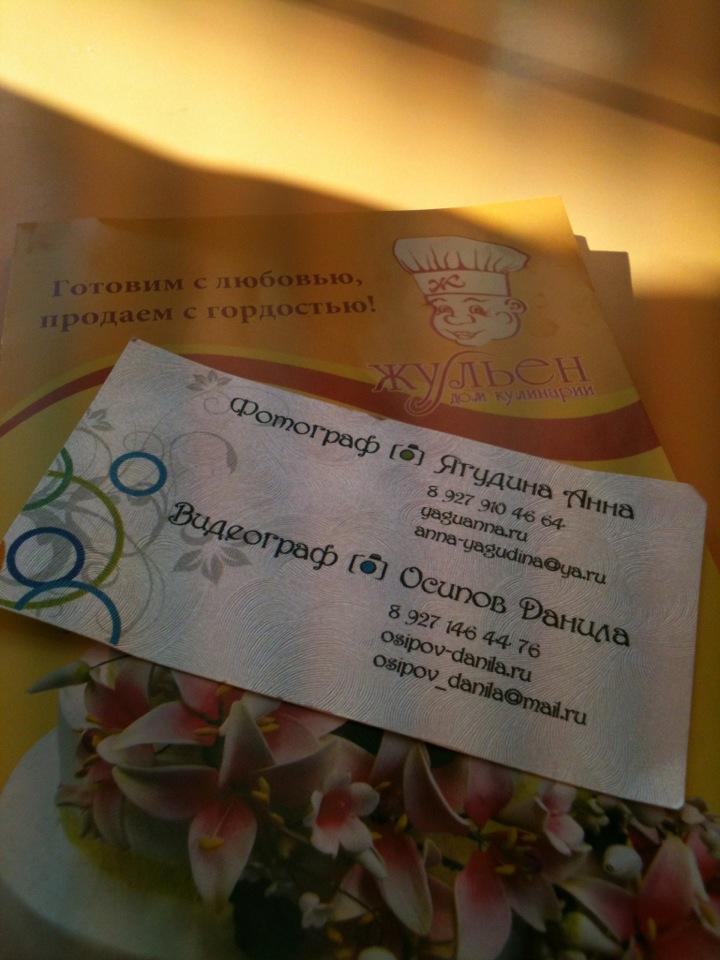 Готовим с любовью,
продаем с гордостью!
Ж
жульен
дом кулинарии
Фотограф [] Ягудина Анна
8 927 910 46 64
yaguanna.ru
anna-yagudina@ya.ru
Видеограф [] Осипов Данила
8 927 146 44 76
osipov-danila.ru
osipov_danila@mail.ru